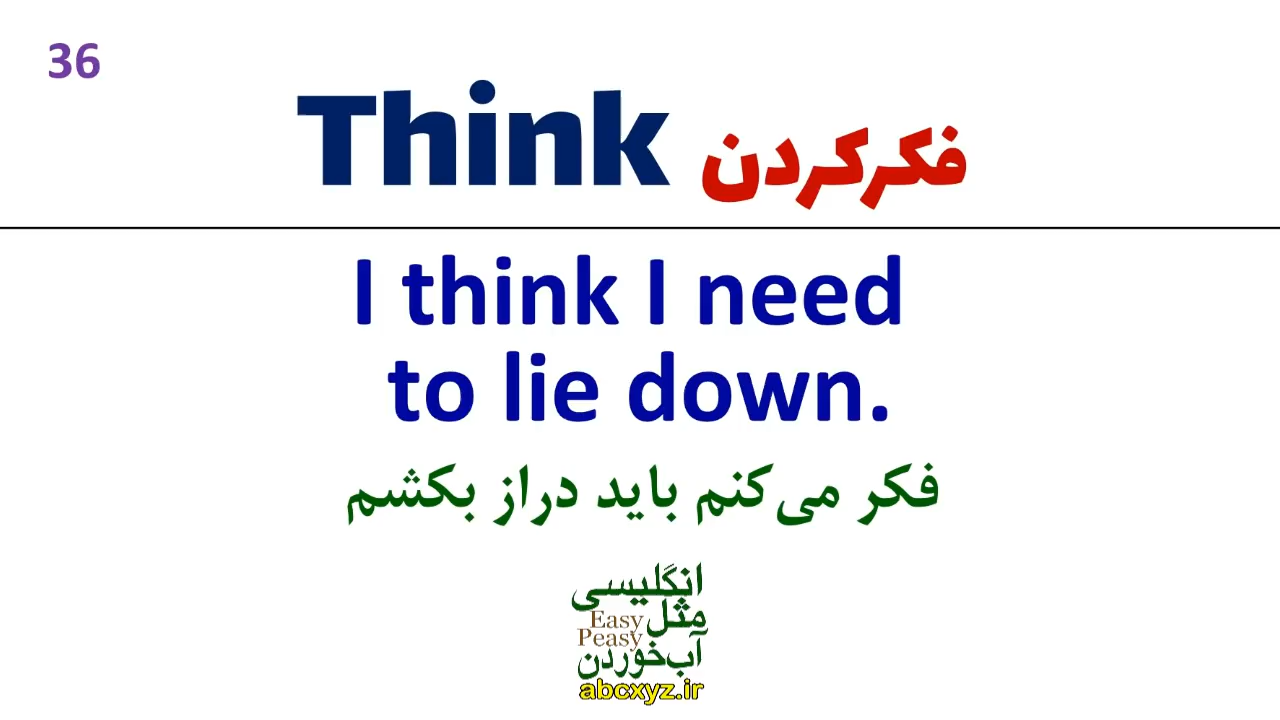 36
Think فکرکردن
I think I need
to lie down.
فکر می‌کنم باید دراز بکشم
انگلیسی
مثل Easy
Peasy
آب‌خوردن
abcxyz.ir